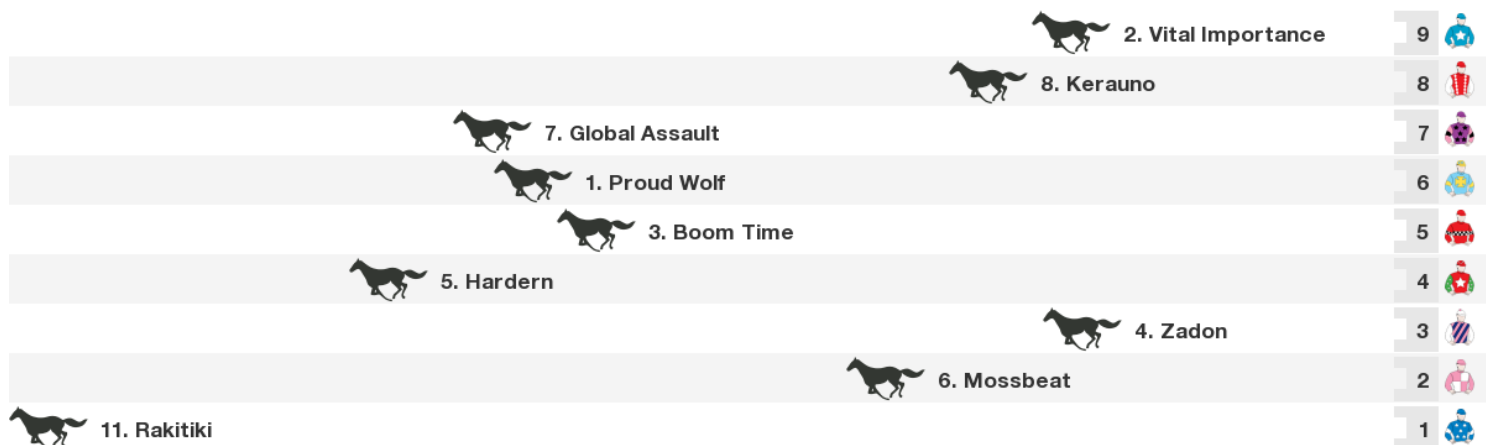 2. Vital Importance 9
8. Kerauno 8
7. Global Assault 7
1. Proud Wolf 6
3. Boom Time 5
5. Hardern 4
4. Zadon 3
6. Mossbeat 2
11. Rakitiki 1